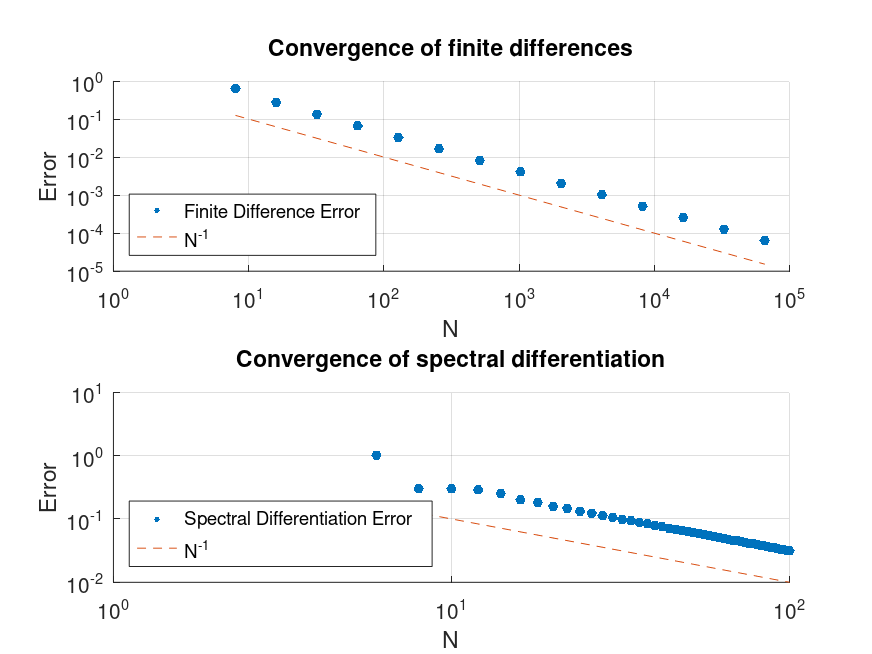 Convergence of finite differences
Error
10^0
10^-1
10^-2
10^-3
10^-4
10^-5
Finite Difference Error
N^-1
10^0 10^1 10^2 10^3 10^4 10^5
N
Convergence of spectral differentiation
Error
10^1
10^0
10^-1
10^-2
Spectral Differentiation Error
N^-1
10^0 10^1 10^2
N